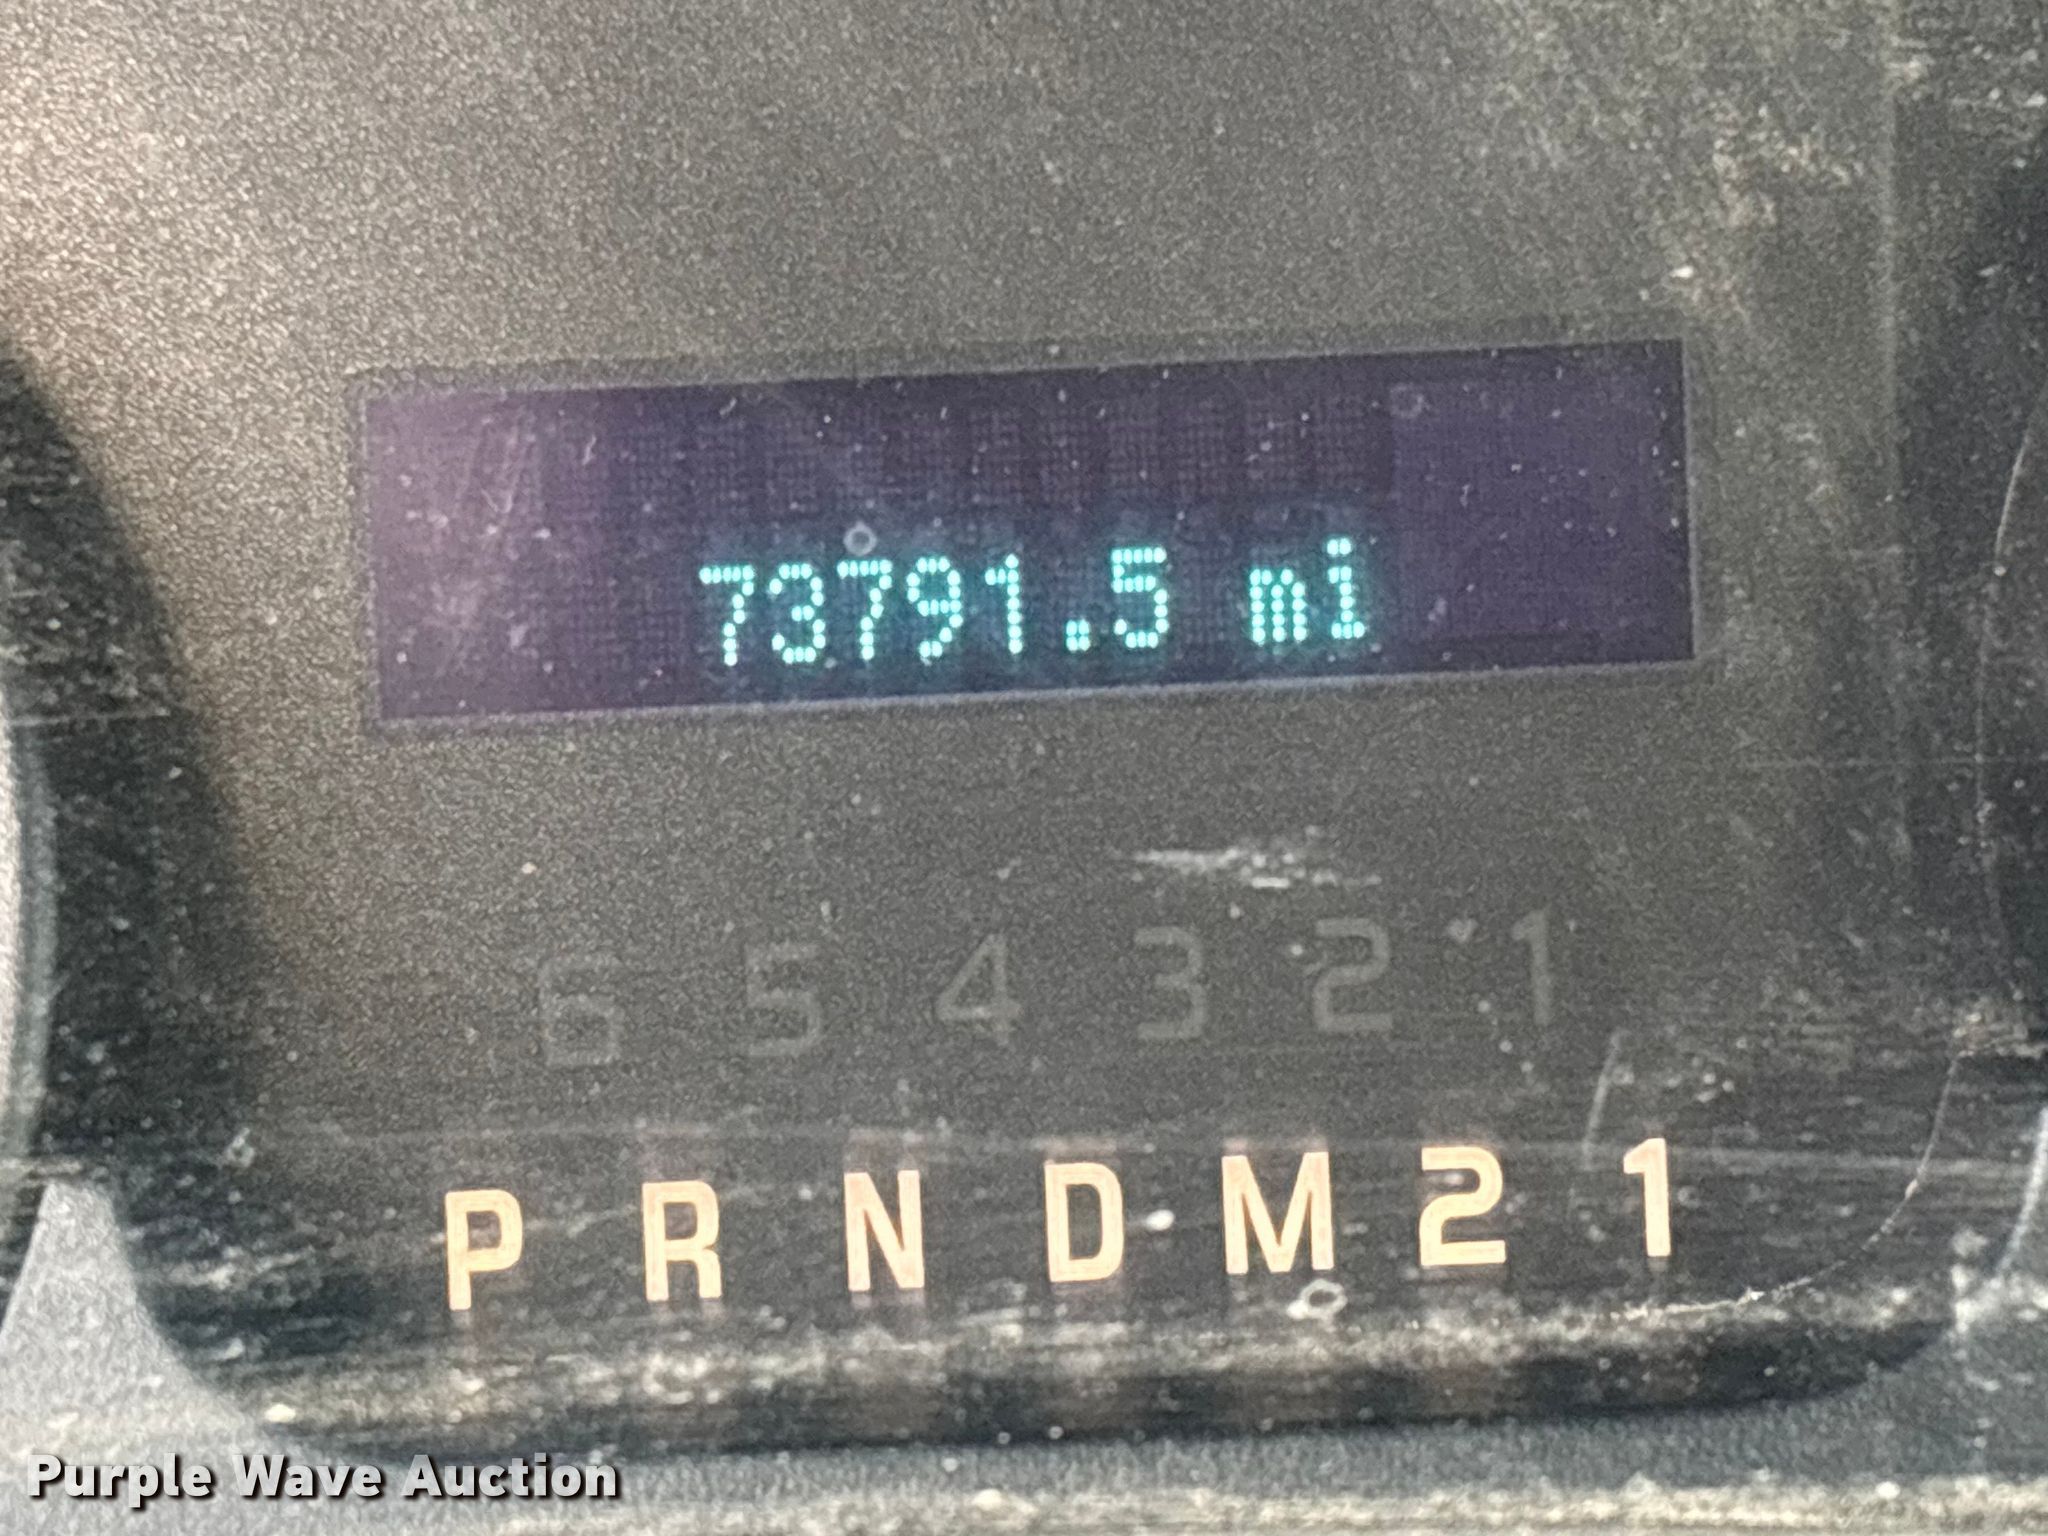 73791.5 mi
6 5 4 3 2 1
P R N D M 2 1
Purple Wave Auction